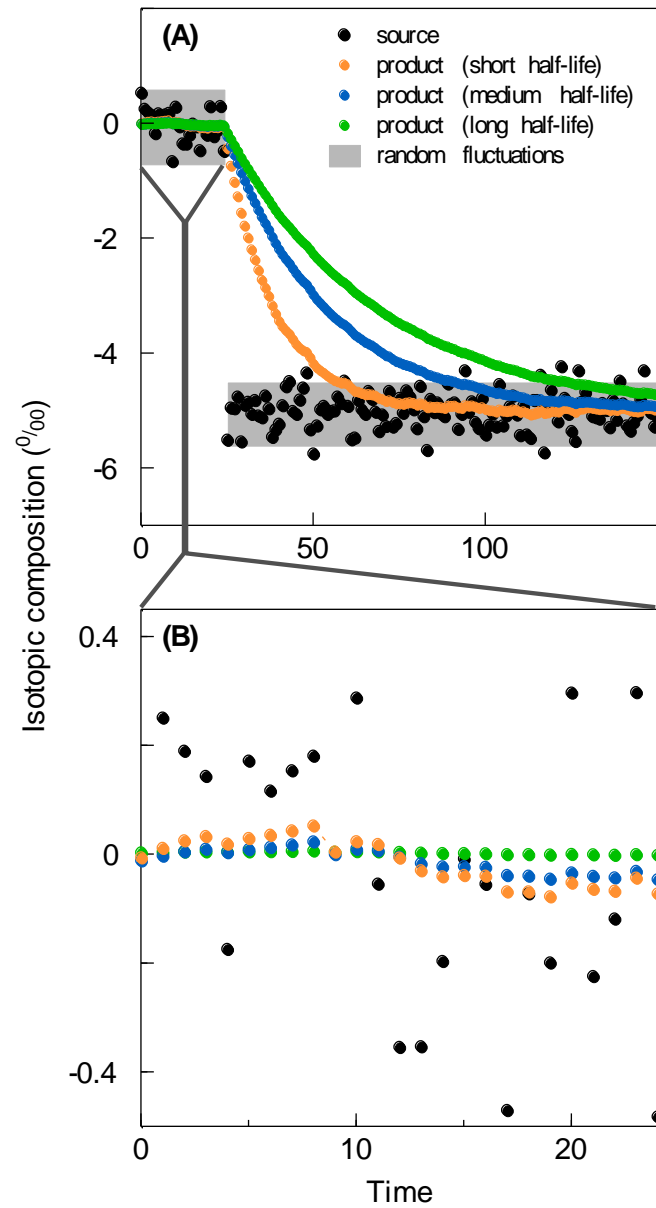 (A)
source
product (short half-life)
product (medium half-life)
product (long half-life)
random fluctuations
0
-2
-4
-6
0 50 100
Isotopic composition (⁰/₀₀)
(B)
0.4
0
-0.4
0 10 20
Time